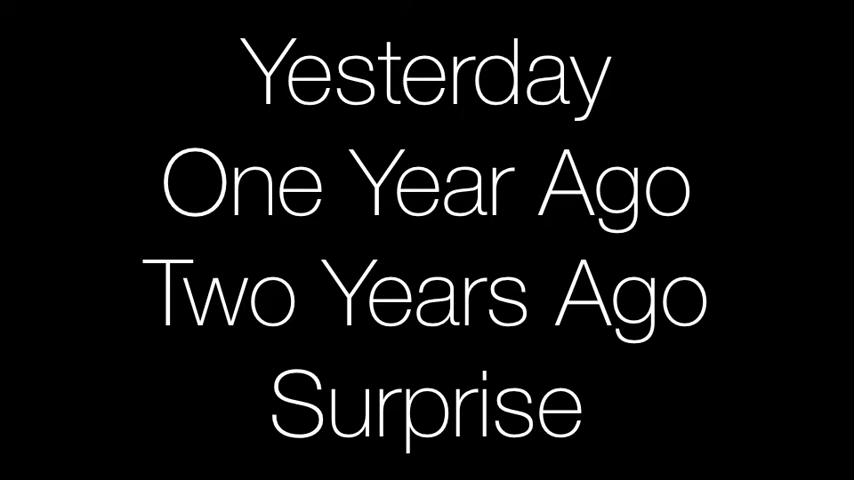 Yesterday
One Year Ago
Two Years Ago
Surprise